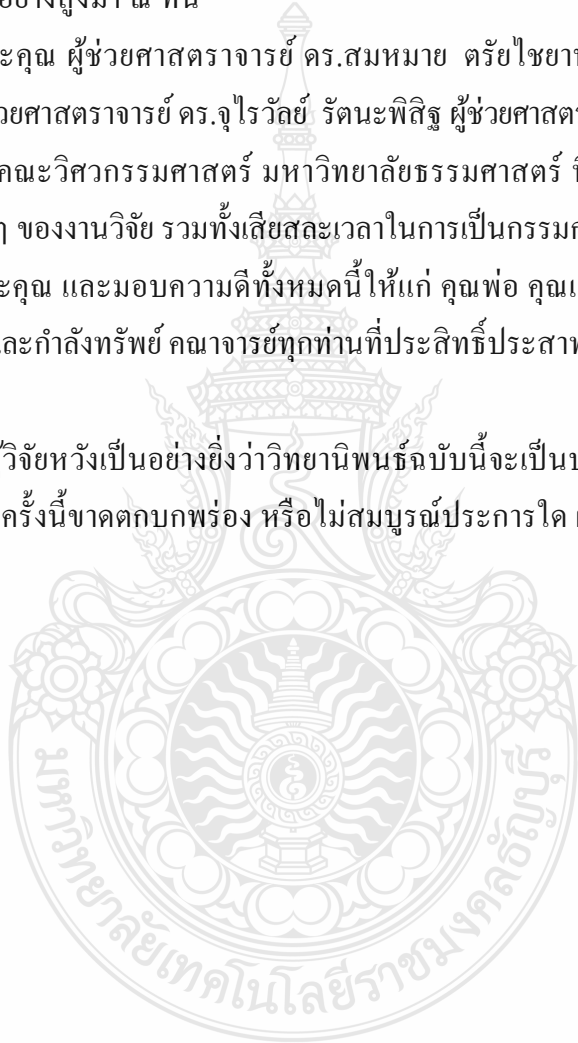 อย่างสูงมา ณ ที่นี้
ะคุณ ผู้ช่วยศาสตราจารย์ ดร.สมหมาย ตรัยไชยา
วยศาสตราจารย์ ดร.จุไรวัลย์ รัตนะพิสิฐ ผู้ช่วยศาสตร
คณะวิศวกรรมศาสตร์ มหาวิทยาลัยธรรมศาสตร์
ๆ ของงานวิจัย รวมทั้งเสียสละเวลาในการเป็นกรรมก
ะคุณ และมอบความดีทั้งหมดนี้ให้แก่ คุณพ่อ คุณแ
ละกำลังทรัพย์ คณาจารย์ทุกท่านที่ประสิทธิ์ประสาท
วิจัยหวังเป็นอย่างยิ่งว่าวิทยานิพนธ์ฉบับนี้จะเป็นป
ครั้งนี้ขาดตกบกพร่อง หรือไม่สมบูรณ์ประการใด
มหาวิทยาลัยเทคโนโลยีราชมงคลธัญบุรี